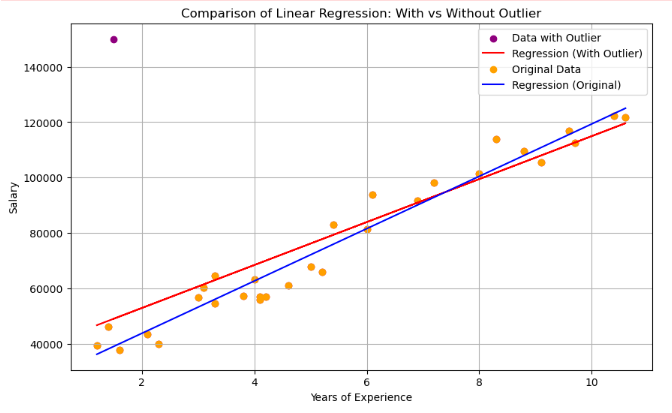 Comparison of Linear Regression: With vs Without Outlier
Data with Outlier
Regression (With Outlier)
Original Data
Regression (Original)
140000
120000
100000
80000
60000
40000
Salary
2
4
6
8
10
Years of Experience